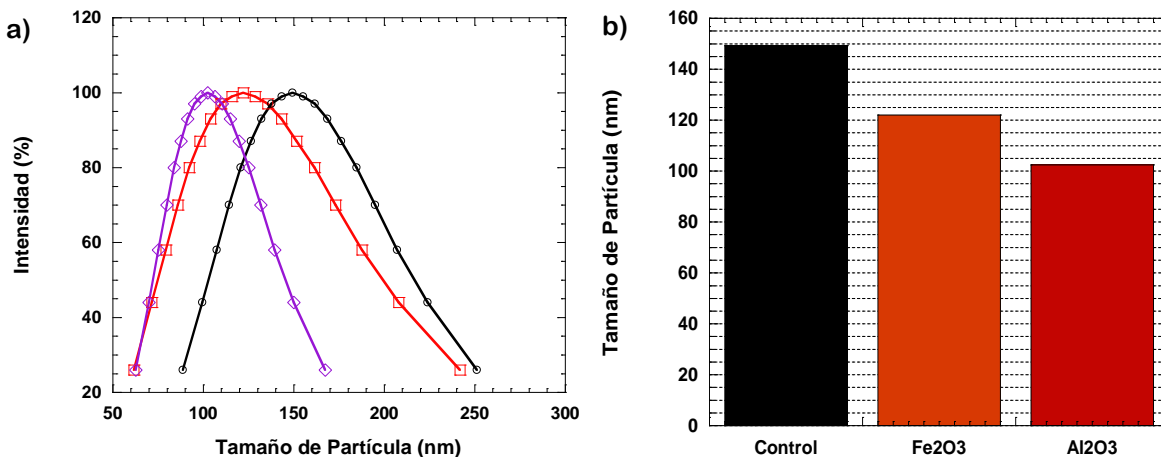 a)
Intensidad (%)
120
100
80
60
40
20
50 100 150 200 250 300
Tamaño de Partícula (nm)
b)
Tamaño de Partícula (nm)
160
140
120
100
80
60
40
20
0
Control Fe2O3 Al2O3